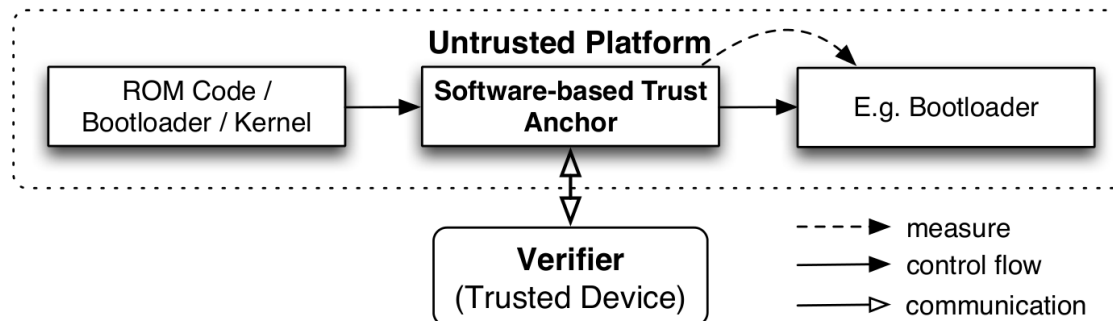 Untrusted Platform
ROM Code /
Bootloader / Kernel
Software-based Trust
Anchor
E.g. Bootloader
Verifier
(Trusted Device)
measure
control flow
communication